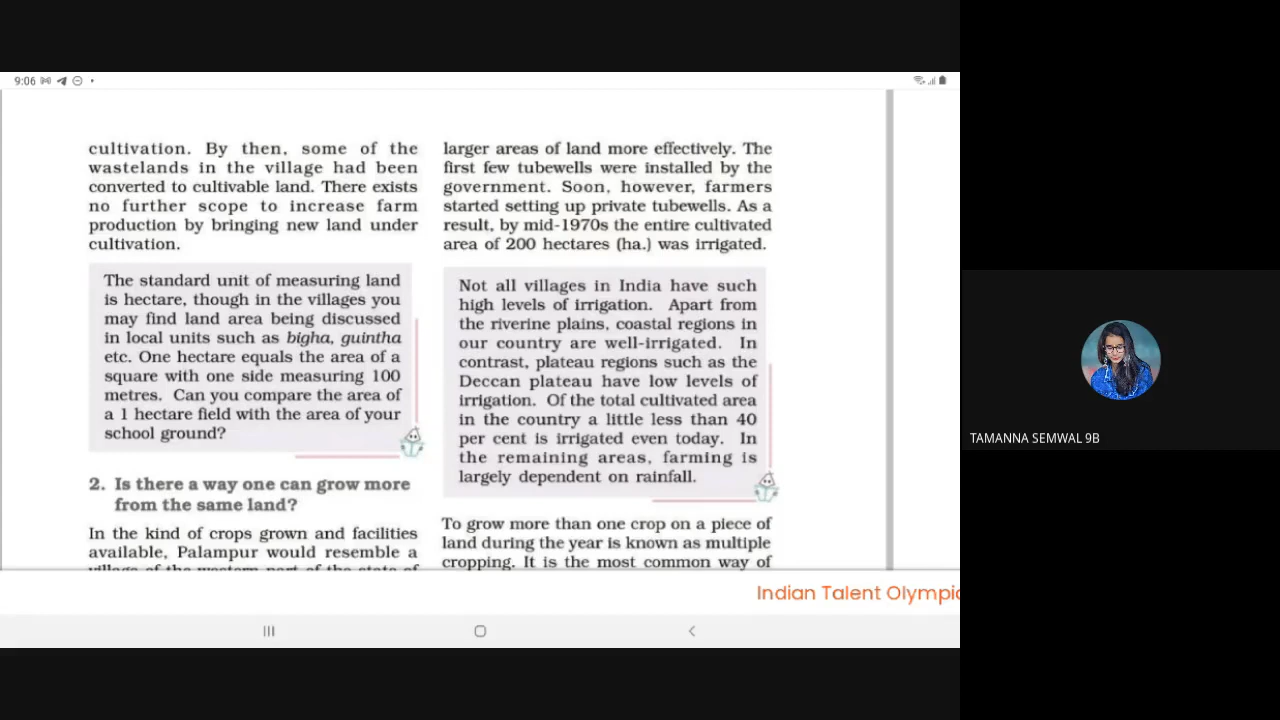 9:06
cultivation. By then, some of the
wastelands in the village had been
converted to cultivable land. There exists
no further scope to increase farm
production by bringing new land under
cultivation.
The standard unit of measuring land
is hectare, though in the villages you
may find land area being discussed
in local units such as bigha, guintha
etc. One hectare equals the area of a
square with one side measuring 100
metres. Can you compare the area of
a 1 hectare field with the area of your
school ground?
2. Is there a way one can grow more
from the same land?
In the kind of crops grown and facilities
available, Palampur would resemble a
village of the western part of the state of
larger areas of land more effectively. The
first few tubewells were installed by the
government. Soon, however, farmers
started setting up private tubewells. As a
result, by mid-1970s the entire cultivated
area of 200 hectares (ha.) was irrigated.
Not all villages in India have such
high levels of irrigation. Apart from
the riverine plains, coastal regions in
our country are well-irrigated. In
contrast, plateau regions such as the
Deccan plateau have low levels of
irrigation. Of the total cultivated area
in the country a little less than 40
per cent is irrigated even today. In
the remaining areas, farming is
largely dependent on rainfall.
To grow more than one crop on a piece of
land during the year is known as multiple
cropping. It is the most common way of
Indian Talent Olympia
TAMANNA SEMWAL 9B